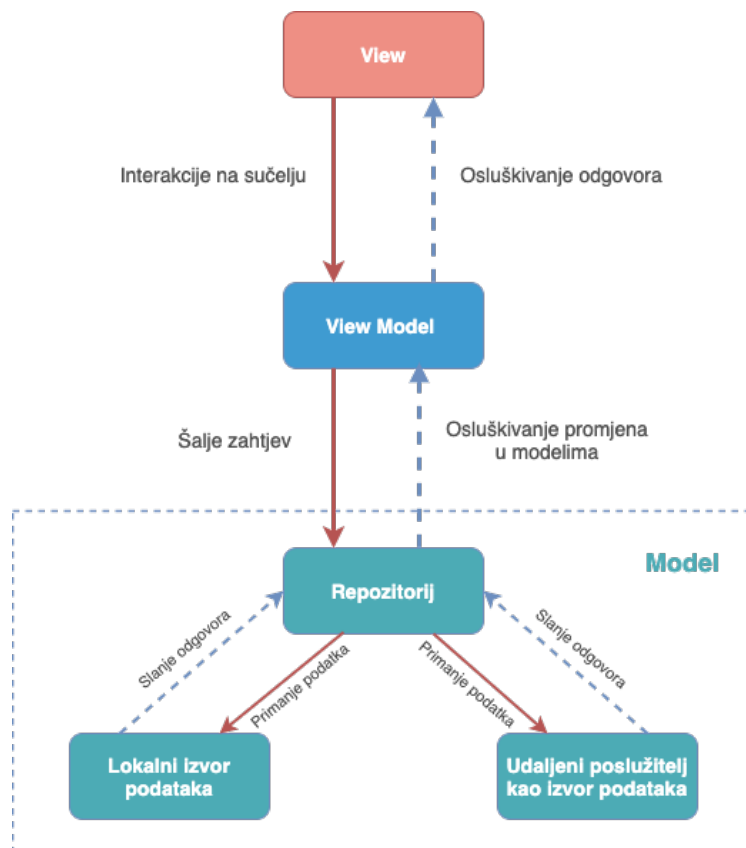 View
Interakcije na sučelju
Osluškivanje odgovora
View Model
Šalje zahtjev
Osluškivanje promjena
u modelima
Model
Repozitorij
Slanje odgovora
Primanje podatka
Primanje podatka
Slanje odgovora
Lokalni izvor
podataka
Udaljeni poslužitelj
kao izvor podataka